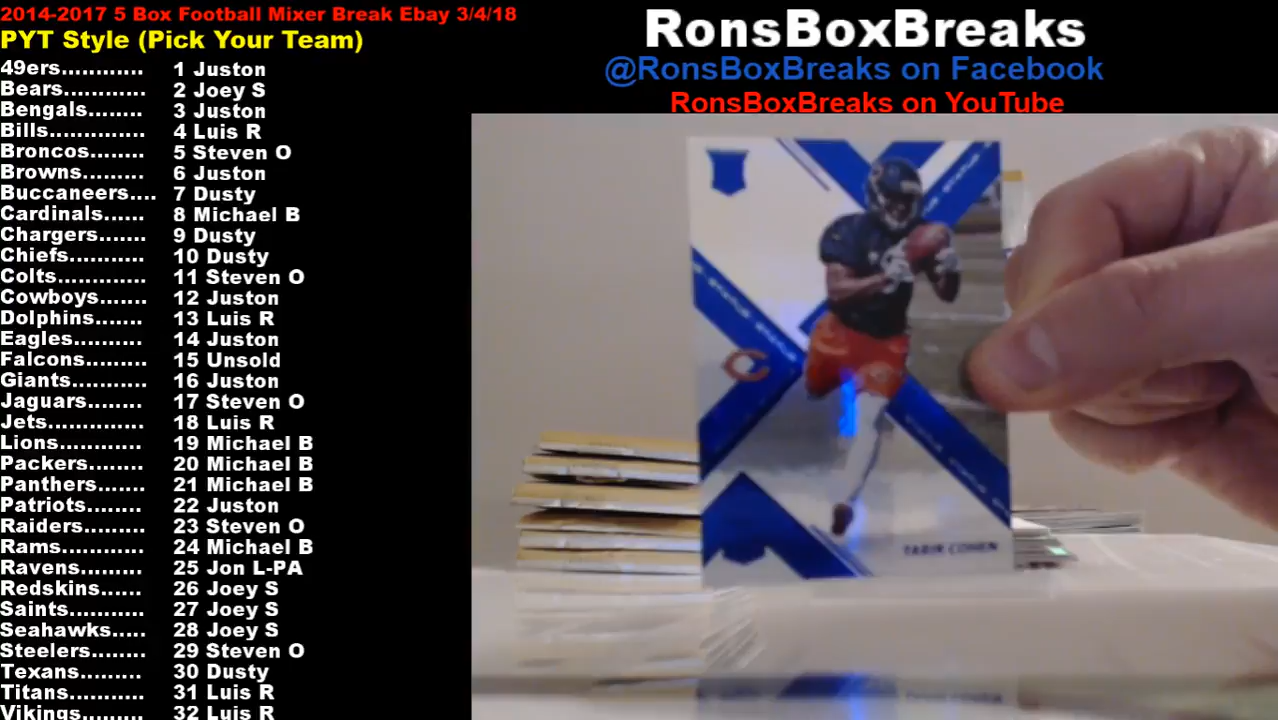 2014-2017 5 Box Football Mixer Break Ebay 3/4/18
PYT Style (Pick Your Team)
49ers............ 1 Juston
Bears............ 2 Joey S
Bengals........ 3 Juston
Bills.............. 4 Luis R
Broncos........ 5 Steven O
Browns......... 6 Juston
Buccaneers.... 7 Dusty
Cardinals...... 8 Michael B
Chargers....... 9 Dusty
Chiefs........... 10 Dusty
Colts............. 11 Steven O
Cowboys....... 12 Juston
Dolphins....... 13 Luis R
Eagles........... 14 Juston
Falcons......... 15 Unsold
Giants........... 16 Juston
Jaguars........ 17 Steven O
Jets.............. 18 Luis R
Lions............ 19 Michael B
Packers........ 20 Michael B
Panthers....... 21 Michael B
Patriots........ 22 Juston
Raiders......... 23 Steven O
Rams............ 24 Michael B
Ravens......... 25 Jon L-PA
Redskins...... 26 Joey S
Saints........... 27 Joey S
Seahawks..... 28 Joey S
Steelers........ 29 Steven O
Texans......... 30 Dusty
Titans........... 31 Luis R
Vikings......... 32 Luis R
RonsBoxBreaks
@RonsBoxBreaks on Facebook
RonsBoxBreaks on YouTube
TARIK COHEN